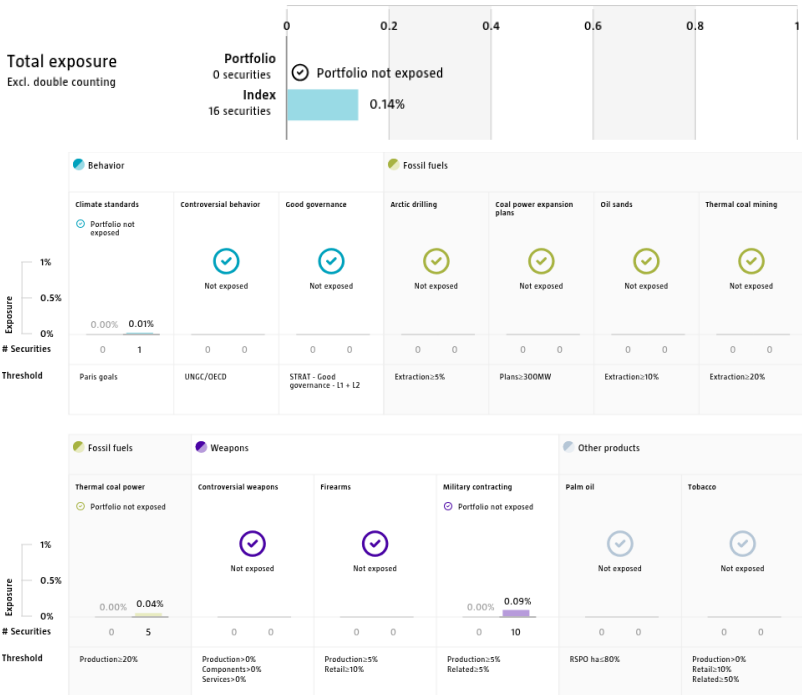 0 0.2 0.4 0.6 0.8 1
Total exposure
Excl. double counting
Portfolio
0 securities
Portfolio not exposed
Index
16 securities
0.14%
Behavior
Fossil fuels
Climate standards
Controversial behavior
Good governance
Arctic drilling
Coal power expansion
plans
Oil sands
Thermal coal mining
Portfolio not
exposed
Not exposed
Not exposed
Not exposed
Not exposed
Not exposed
Not exposed
Exposure
1%
0.5%
0%
0.00% 0.01%
# Securities 0 1 0 0 0 0 0 0 0 0 0 0 0 0
Threshold
Paris goals
UNGC/OECD
STRAT - Good
governance - L1 + L2
Extraction≥5%
Plans≥300MW
Extraction≥10%
Extraction≥20%
Fossil fuels
Weapons
Other products
Thermal coal power
Controversial weapons
Firearms
Military contracting
Palm oil
Tobacco
Portfolio not exposed
Portfolio not exposed
Not exposed
Not exposed
Not exposed
Not exposed
Exposure
1%
0.5%
0%
0.00% 0.04%
0.00% 0.09%
# Securities 0 5 0 0 0 0 0 10 0 0 0 0
Threshold
Production≥20%
Production>0%
Components>0%
Services>0%
Production≥5%
Retail≥10%
Production≥5%
Related≥5%
RSPO ha≤80%
Production>0%
Retail≥10%
Related≥50%